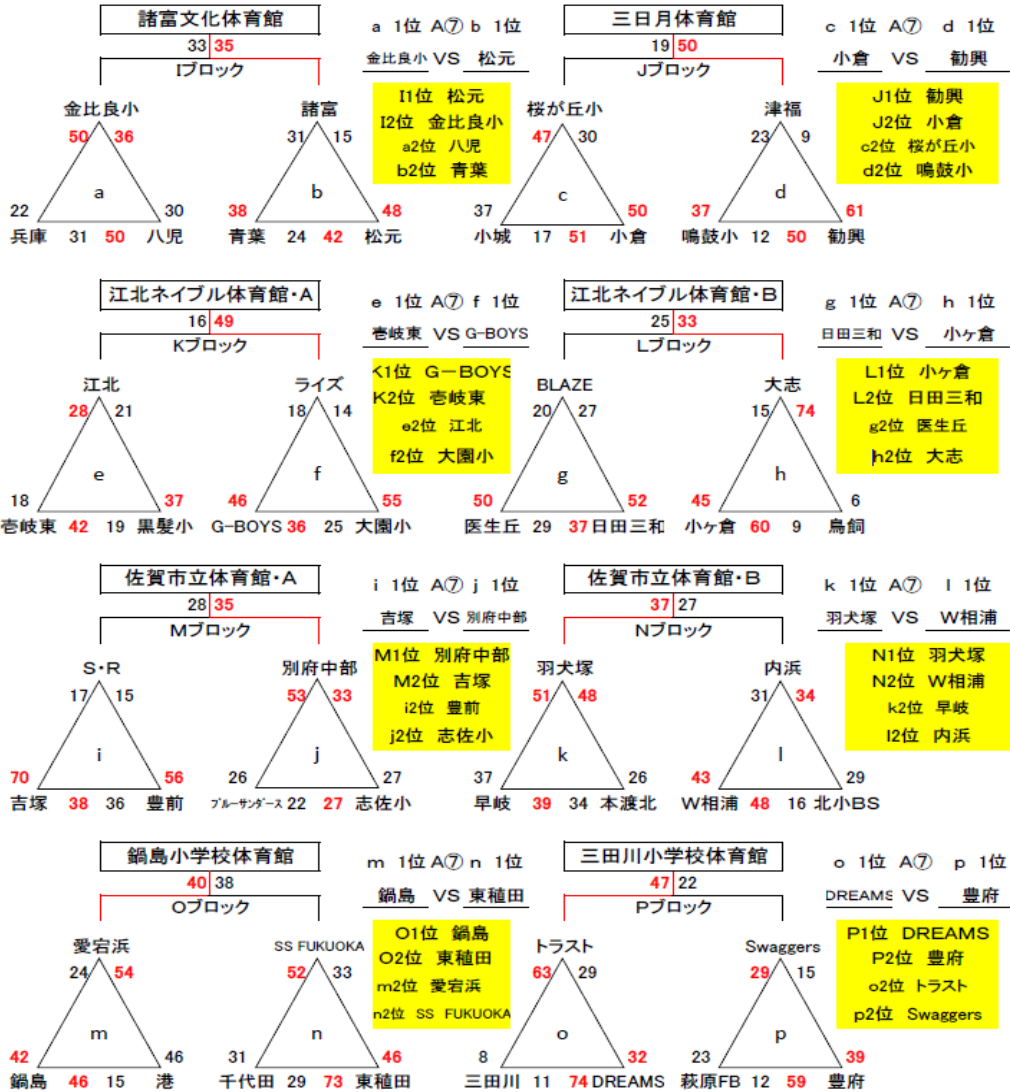 諸富文化体育館
33 35
Iブロック
a 1位 A⑦ b 1位
金比良小 VS 松元
I1位 松元
I2位 金比良小
a2位 八児
b2位 青葉
金比良小
50 36
a
22 30
兵庫 31 50 八児
諸富
31 15
b
38 48
青葉 24 42 松元
三日月体育館
19 50
Jブロック
c 1位 A⑦ d 1位
小倉 VS 勧興
J1位 勧興
J2位 小倉
c2位 桜が丘小
d2位 鳴鼓小
桜が丘小
47 30
c
37 50
小城 17 51 小倉
津福
23 9
d
37 61
鳴鼓小 12 50 勧興
江北ネイブル体育館・A
16 49
Kブロック
e 1位 A⑦ f 1位
壱岐東 VS G-BOYS
K1位 G-BOYS
K2位 壱岐東
e2位 江北
f2位 大園小
江北
28 21
e
18 37
壱岐東 42 19 黒髪小
ライズ
18 14
f
46 55
G-BOYS 36 25 大園小
江北ネイブル体育館・B
25 33
Lブロック
g 1位 A⑦ h 1位
日田三和 VS 小ヶ倉
L1位 小ヶ倉
L2位 日田三和
g2位 医生丘
h2位 大志
BLAZE
20 27
g
50 52
医生丘 29 37 日田三和
大志
15 74
h
45 6
小ヶ倉 60 9 鳥飼
佐賀市立体育館・A
28 35
Mブロック
i 1位 A⑦ j 1位
吉塚 VS 別府中部
M1位 別府中部
M2位 吉塚
i2位 豊前
j2位 志佐小
S・R
17 15
i
70 56
吉塚 38 36 豊前
別府中部
53 33
j
26 27
ブルーサンダース 22 27 志佐小
佐賀市立体育館・B
37 27
Nブロック
k 1位 A⑦ l 1位
羽犬塚 VS W相浦
N1位 羽犬塚
N2位 W相浦
k2位 早岐
l2位 内浜
羽犬塚
51 48
k
37 26
早岐 39 34 本渡北
内浜
31 34
l
43 29
W相浦 48 16 北小BS
鍋島小学校体育館
40 38
Oブロック
m 1位 A⑦ n 1位
鍋島 VS 東稙田
O1位 鍋島
O2位 東稙田
m2位 愛宕浜
n2位 SS FUKUOKA
愛宕浜
24 54
m
42 46
鍋島 46 15 港
SS FUKUOKA
52 33
n
31 46
千代田 29 73 東稙田
三田川小学校体育館
47 22
Pブロック
o 1位 A⑦ p 1位
DREAMS VS 豊府
P1位 DREAMS
P2位 豊府
o2位 トラスト
p2位 Swaggers
トラスト
63 29
o
8 32
三田川 11 74 DREAMS
Swaggers
29 15
p
23 39
萩原FB 12 59 豊府